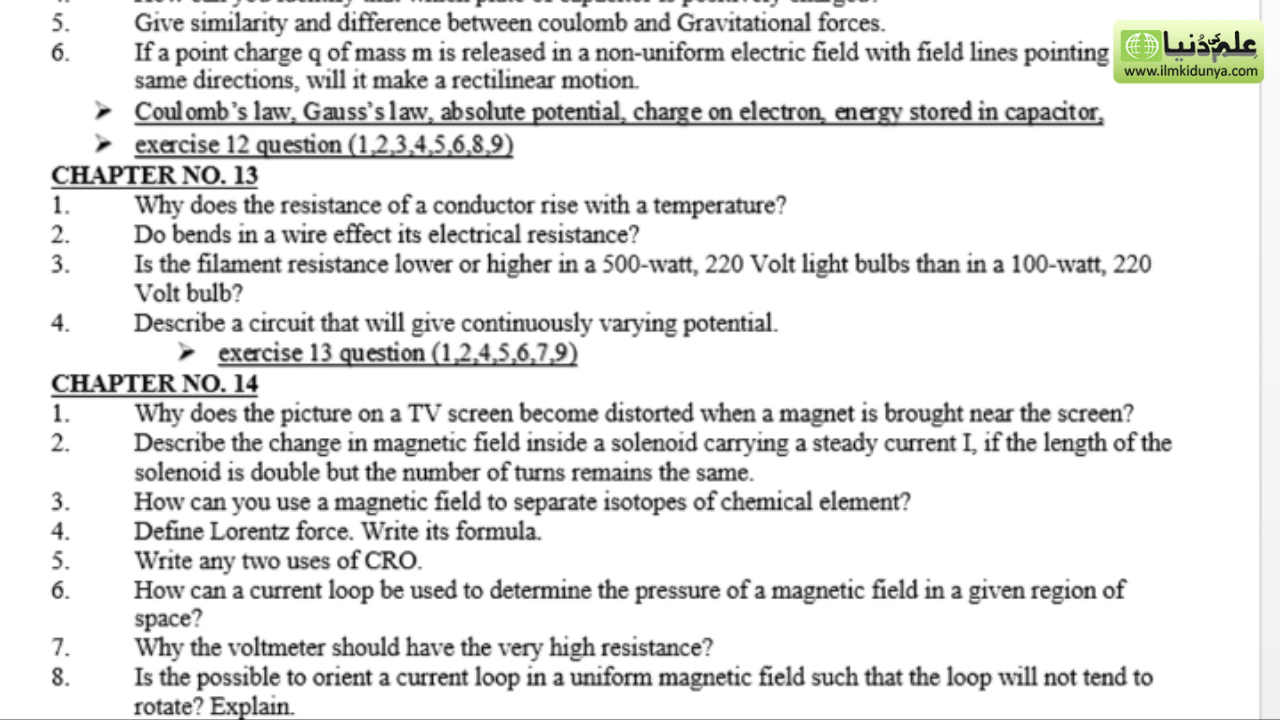 4. How can you identify that which plate of capacitor is positively charged?
5. Give similarity and difference between coulomb and Gravitational forces.
6. If a point charge q of mass m is released in a non-uniform electric field with field lines pointing
same directions, will it make a rectilinear motion.
علم کی دنیا
www.ilmkidunya.com
➤ Coulomb's law, Gauss's law, absolute potential, charge on electron, energy stored in capacitor,
➤ exercise 12 question (1,2,3,4,5,6,8,9)
CHAPTER NO. 13
1. Why does the resistance of a conductor rise with a temperature?
2. Do bends in a wire effect its electrical resistance?
3. Is the filament resistance lower or higher in a 500-watt, 220 Volt light bulbs than in a 100-watt, 220
Volt bulb?
4. Describe a circuit that will give continuously varying potential.
➤ exercise 13 question (1,2,4,5,6,7,9)
CHAPTER NO. 14
1. Why does the picture on a TV screen become distorted when a magnet is brought near the screen?
2. Describe the change in magnetic field inside a solenoid carrying a steady current I, if the length of the
solenoid is double but the number of turns remains the same.
3. How can you use a magnetic field to separate isotopes of chemical element?
4. Define Lorentz force. Write its formula.
5. Write any two uses of CRO.
6. How can a current loop be used to determine the pressure of a magnetic field in a given region of
space?
7. Why the voltmeter should have the very high resistance?
8. Is the possible to orient a current loop in a uniform magnetic field such that the loop will not tend to
rotate? Explain.